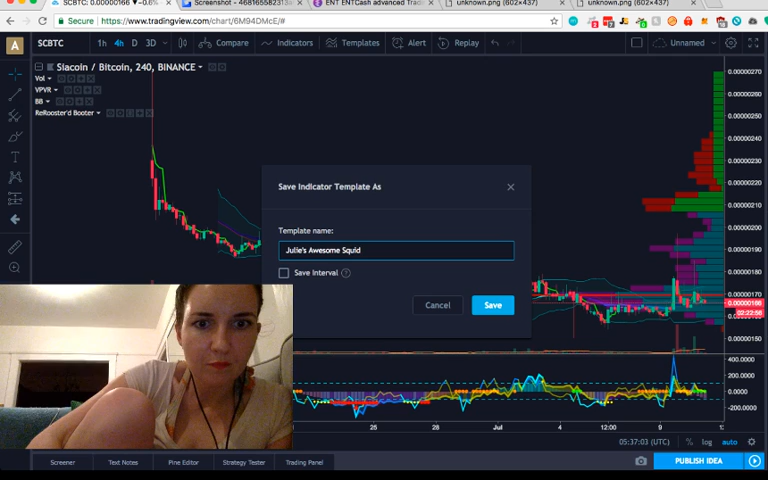 SCBTC: 0.00000166 ▼−0.6%
Screenshot - 46816558231
ENT ENTCash advanced Trad
unknown.png (602×437)
unknown.png (602×437)
Secure https://www.tradingview.com/chart/6M94DMcE/#
A SCBTC 1h 4h D 3D Compare Indicators Templates Alert Replay Unnamed
Siacoin / Bitcoin, 240, BINANCE
Vol
VPVR
BB
ReRooster'd Booter
0.00000270
0.00000260
0.00000240
0.00000230
0.00000220
0.00000210
0.00000200
0.00000190
0.00000180
0.00000170
0.00000166
02:22:56
0.00000150
Save Indicator Template As
Template name:
Julie's Awesome Squid
Save Interval
Cancel Save
400.0000
200.0000
0.00000
-200.0000
25 28 Jul 4 12:00 9
05:37:03 (UTC) % log auto
Screener Text Notes Pine Editor Strategy Tester Trading Panel PUBLISH IDEA